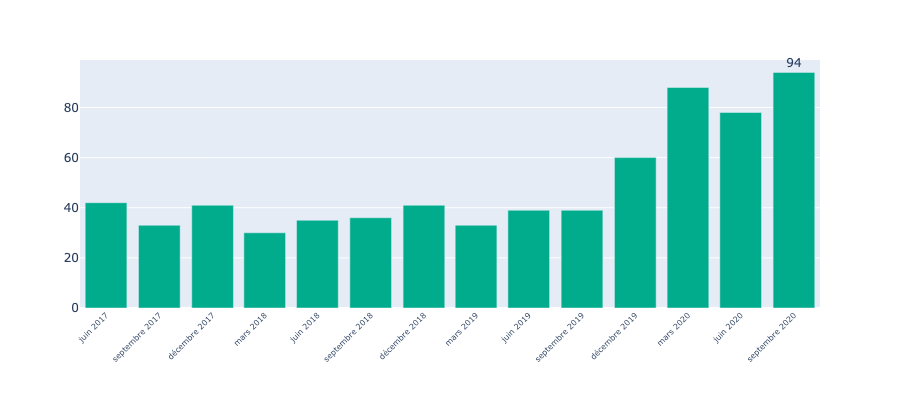 94
80
60
40
20
0
juin 2017
septembre 2017
décembre 2017
mars 2018
juin 2018
septembre 2018
décembre 2018
mars 2019
juin 2019
septembre 2019
décembre 2019
mars 2020
juin 2020
septembre 2020